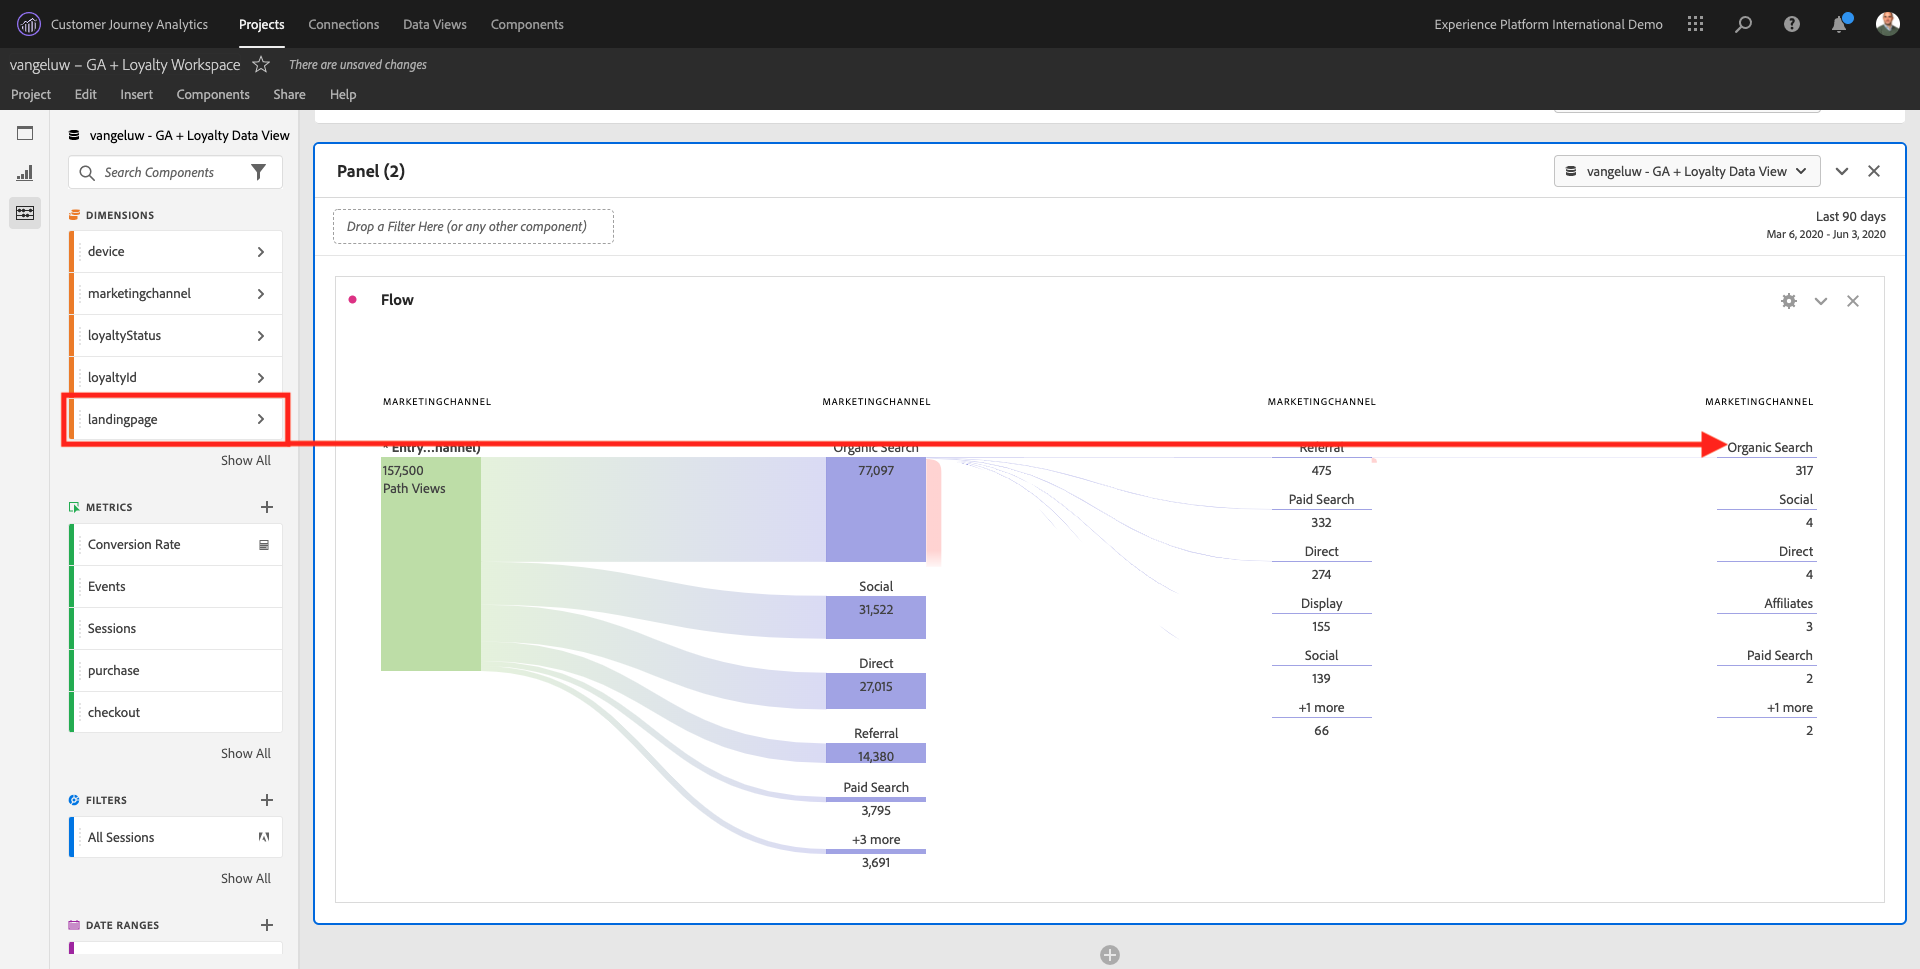 Customer Journey Analytics
Projects
Connections
Data Views
Components
Experience Platform International Demo
vangeluw – GA + Loyalty Workspace
There are unsaved changes
Project
Edit
Insert
Components
Share
Help
vangeluw - GA + Loyalty Data View
Search Components
DIMENSIONS
device
marketingchannel
loyaltyStatus
loyaltyId
landingpage
Show All
METRICS
Conversion Rate
Events
Sessions
purchase
checkout
Show All
FILTERS
All Sessions
Show All
DATE RANGES
Panel (2)
vangeluw - GA + Loyalty Data View
Drop a Filter Here (or any other component)
Last 90 days
Mar 6, 2020 - Jun 3, 2020
Flow
MARKETINGCHANNEL
* Entry...hannel)
157,500
Path Views
MARKETINGCHANNEL
Organic Search
77,097
Social
31,522
Direct
27,015
Referral
14,380
Paid Search
3,795
+3 more
3,691
MARKETINGCHANNEL
Referral
475
Paid Search
332
Direct
274
Display
155
Social
139
+1 more
66
MARKETINGCHANNEL
Organic Search
317
Social
4
Direct
4
Affiliates
3
Paid Search
2
+1 more
2